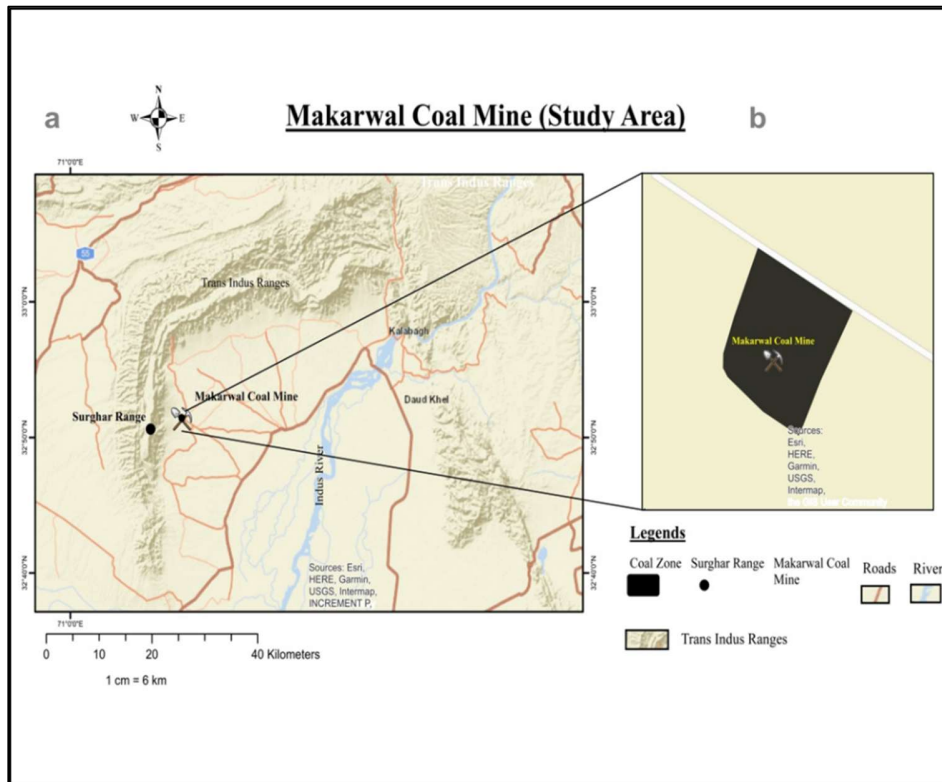 N
W E
S
a
Makarwal Coal Mine (Study Area)
b
71°0'0"E
Trans Indus Ranges
55
Trans Indus Ranges
33°0'0"N
33°0'0"N
Kalabagh
Makarwal Coal Mine
Daud Khel
Surghar Range
32°50'0"N
32°50'0"N
Indus River
32°40'0"N
32°40'0"N
Sources: Esri,
HERE, Garmin,
USGS, Intermap,
INCREMENT P,
71°0'0"E
0 10 20 40 Kilometers
1 cm = 6 km
Makarwal Coal Mine
Sources:
Esri,
HERE,
Garmin,
USGS,
Intermap,
the GIS User Community
Legends
Coal Zone
Surghar Range
Makarwal Coal
Mine
Roads
River
Trans Indus Ranges